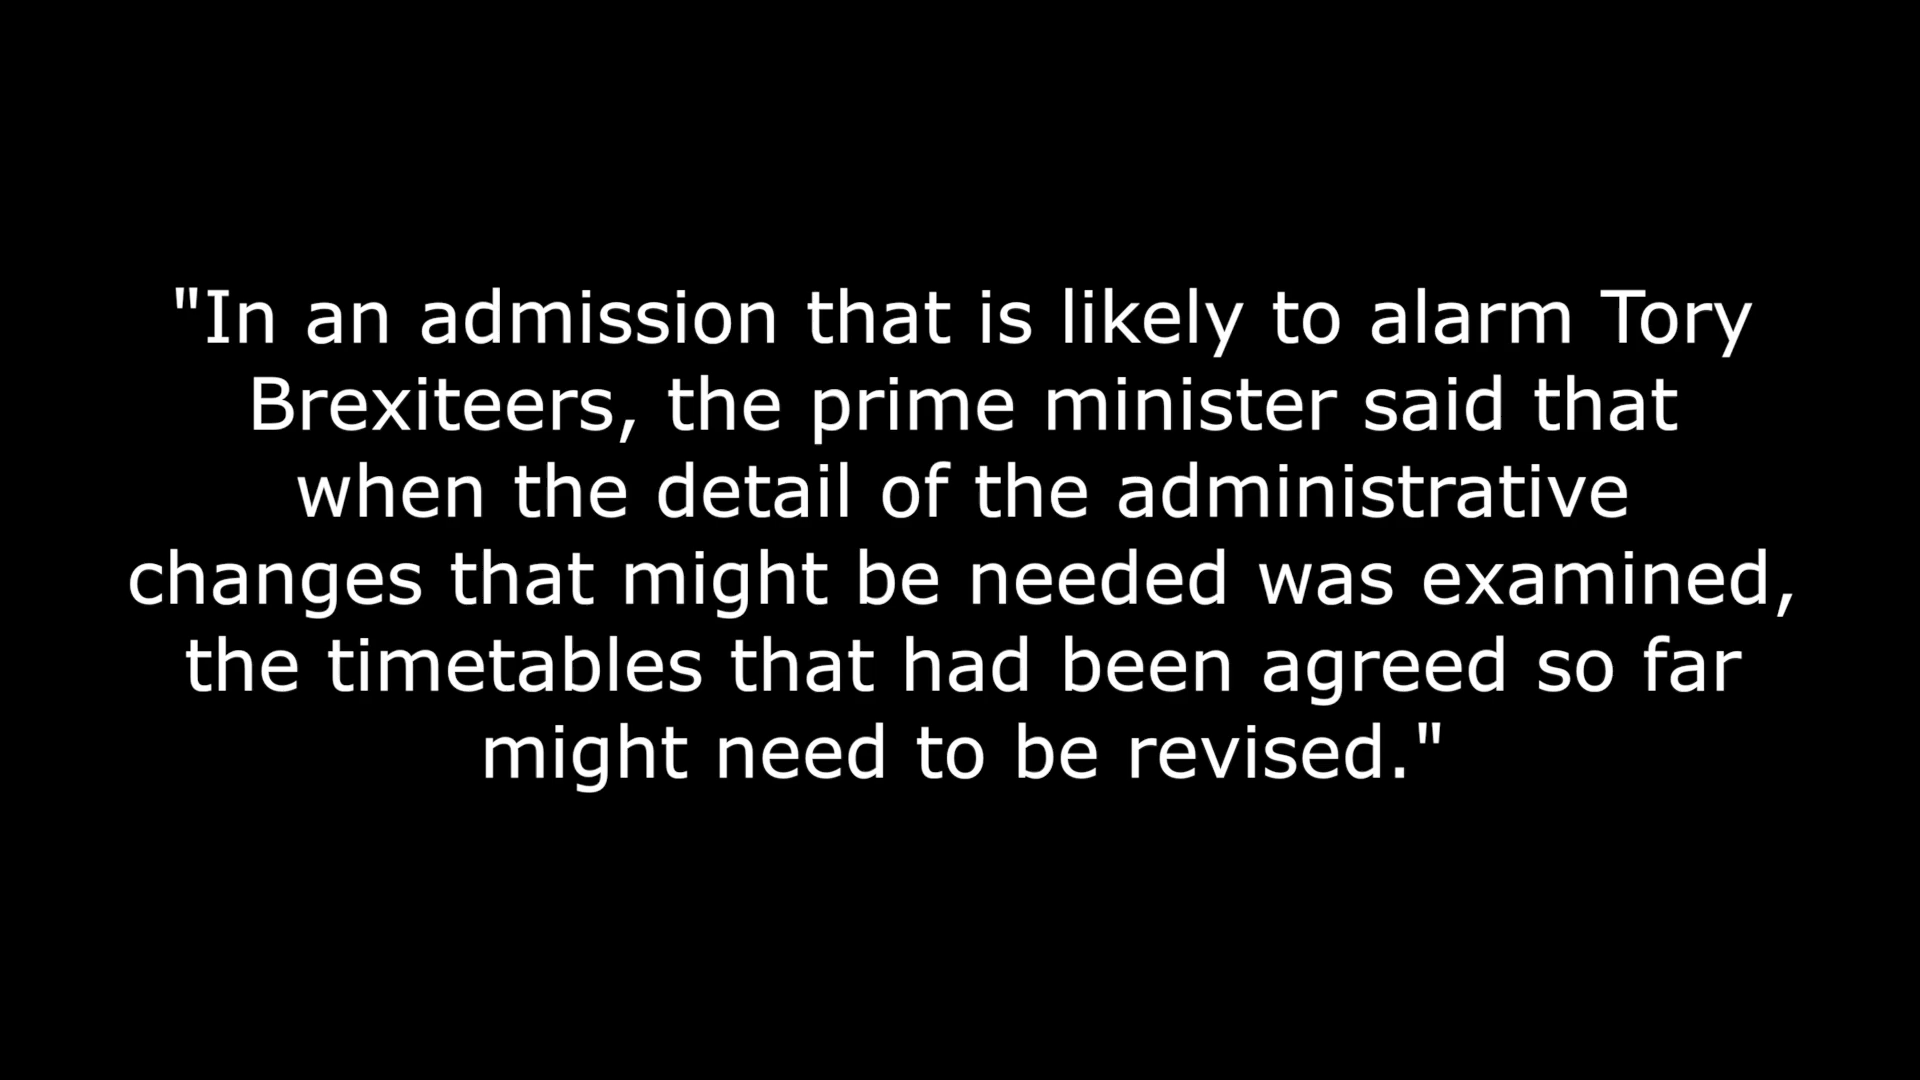 "In an admission that is likely to alarm Tory
Brexiteers, the prime minister said that
when the detail of the administrative
changes that might be needed was examined,
the timetables that had been agreed so far
might need to be revised."